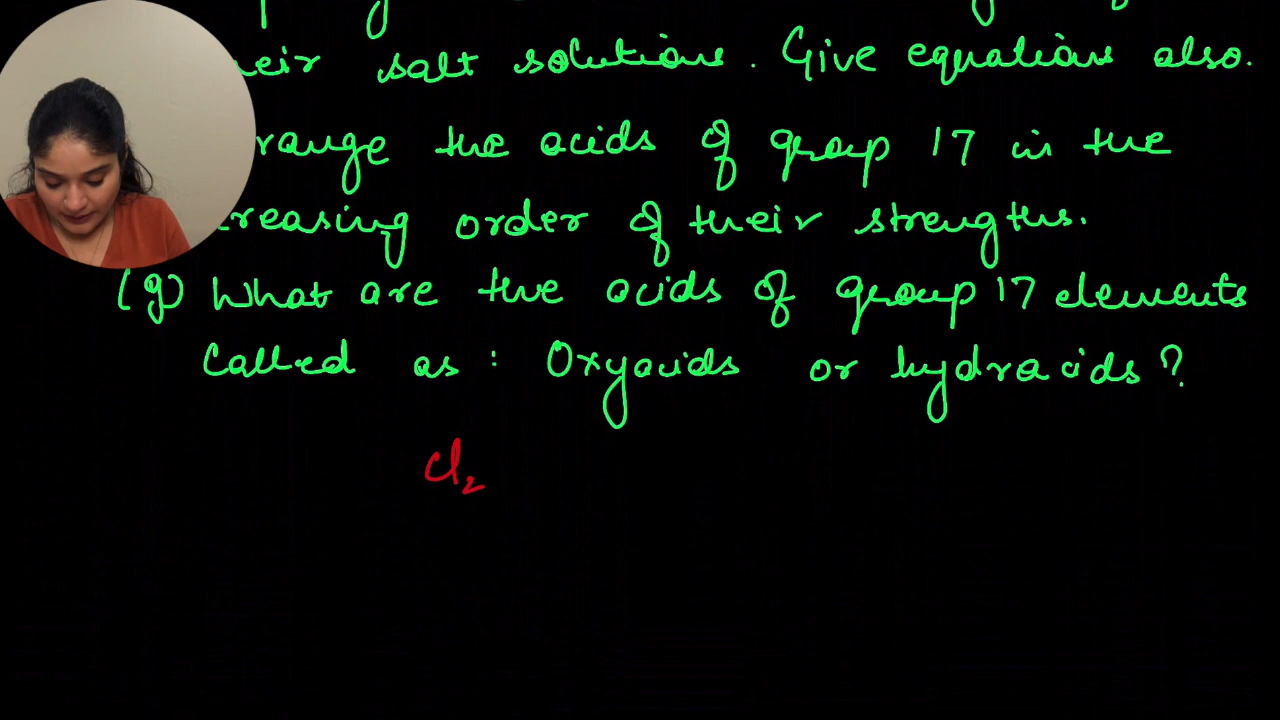 their salt solutions. Give equations also.
range the acids of group 17 in the
creasing order of their strengths.
(g) What are the acids of group 17 elements
called as : Oxyacids or hydracids?
Cl₂